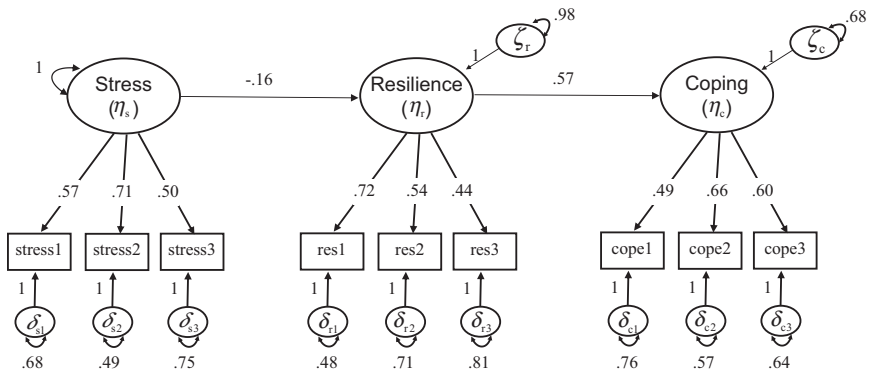 .98
.68
ζr
ζc
1
1
1
Stress
(ηs)
-.16
Resilience
(ηr)
.57
Coping
(ηc)
.57 .71 .50
.72 .54 .44
.49 .66 .60
stress1 stress2 stress3
res1 res2 res3
cope1 cope2 cope3
1 1 1
1 1 1
1 1 1
δs1 δs2 δs3
δr1 δr2 δr3
δc1 δc2 δc3
.68 .49 .75
.48 .71 .81
.76 .57 .64